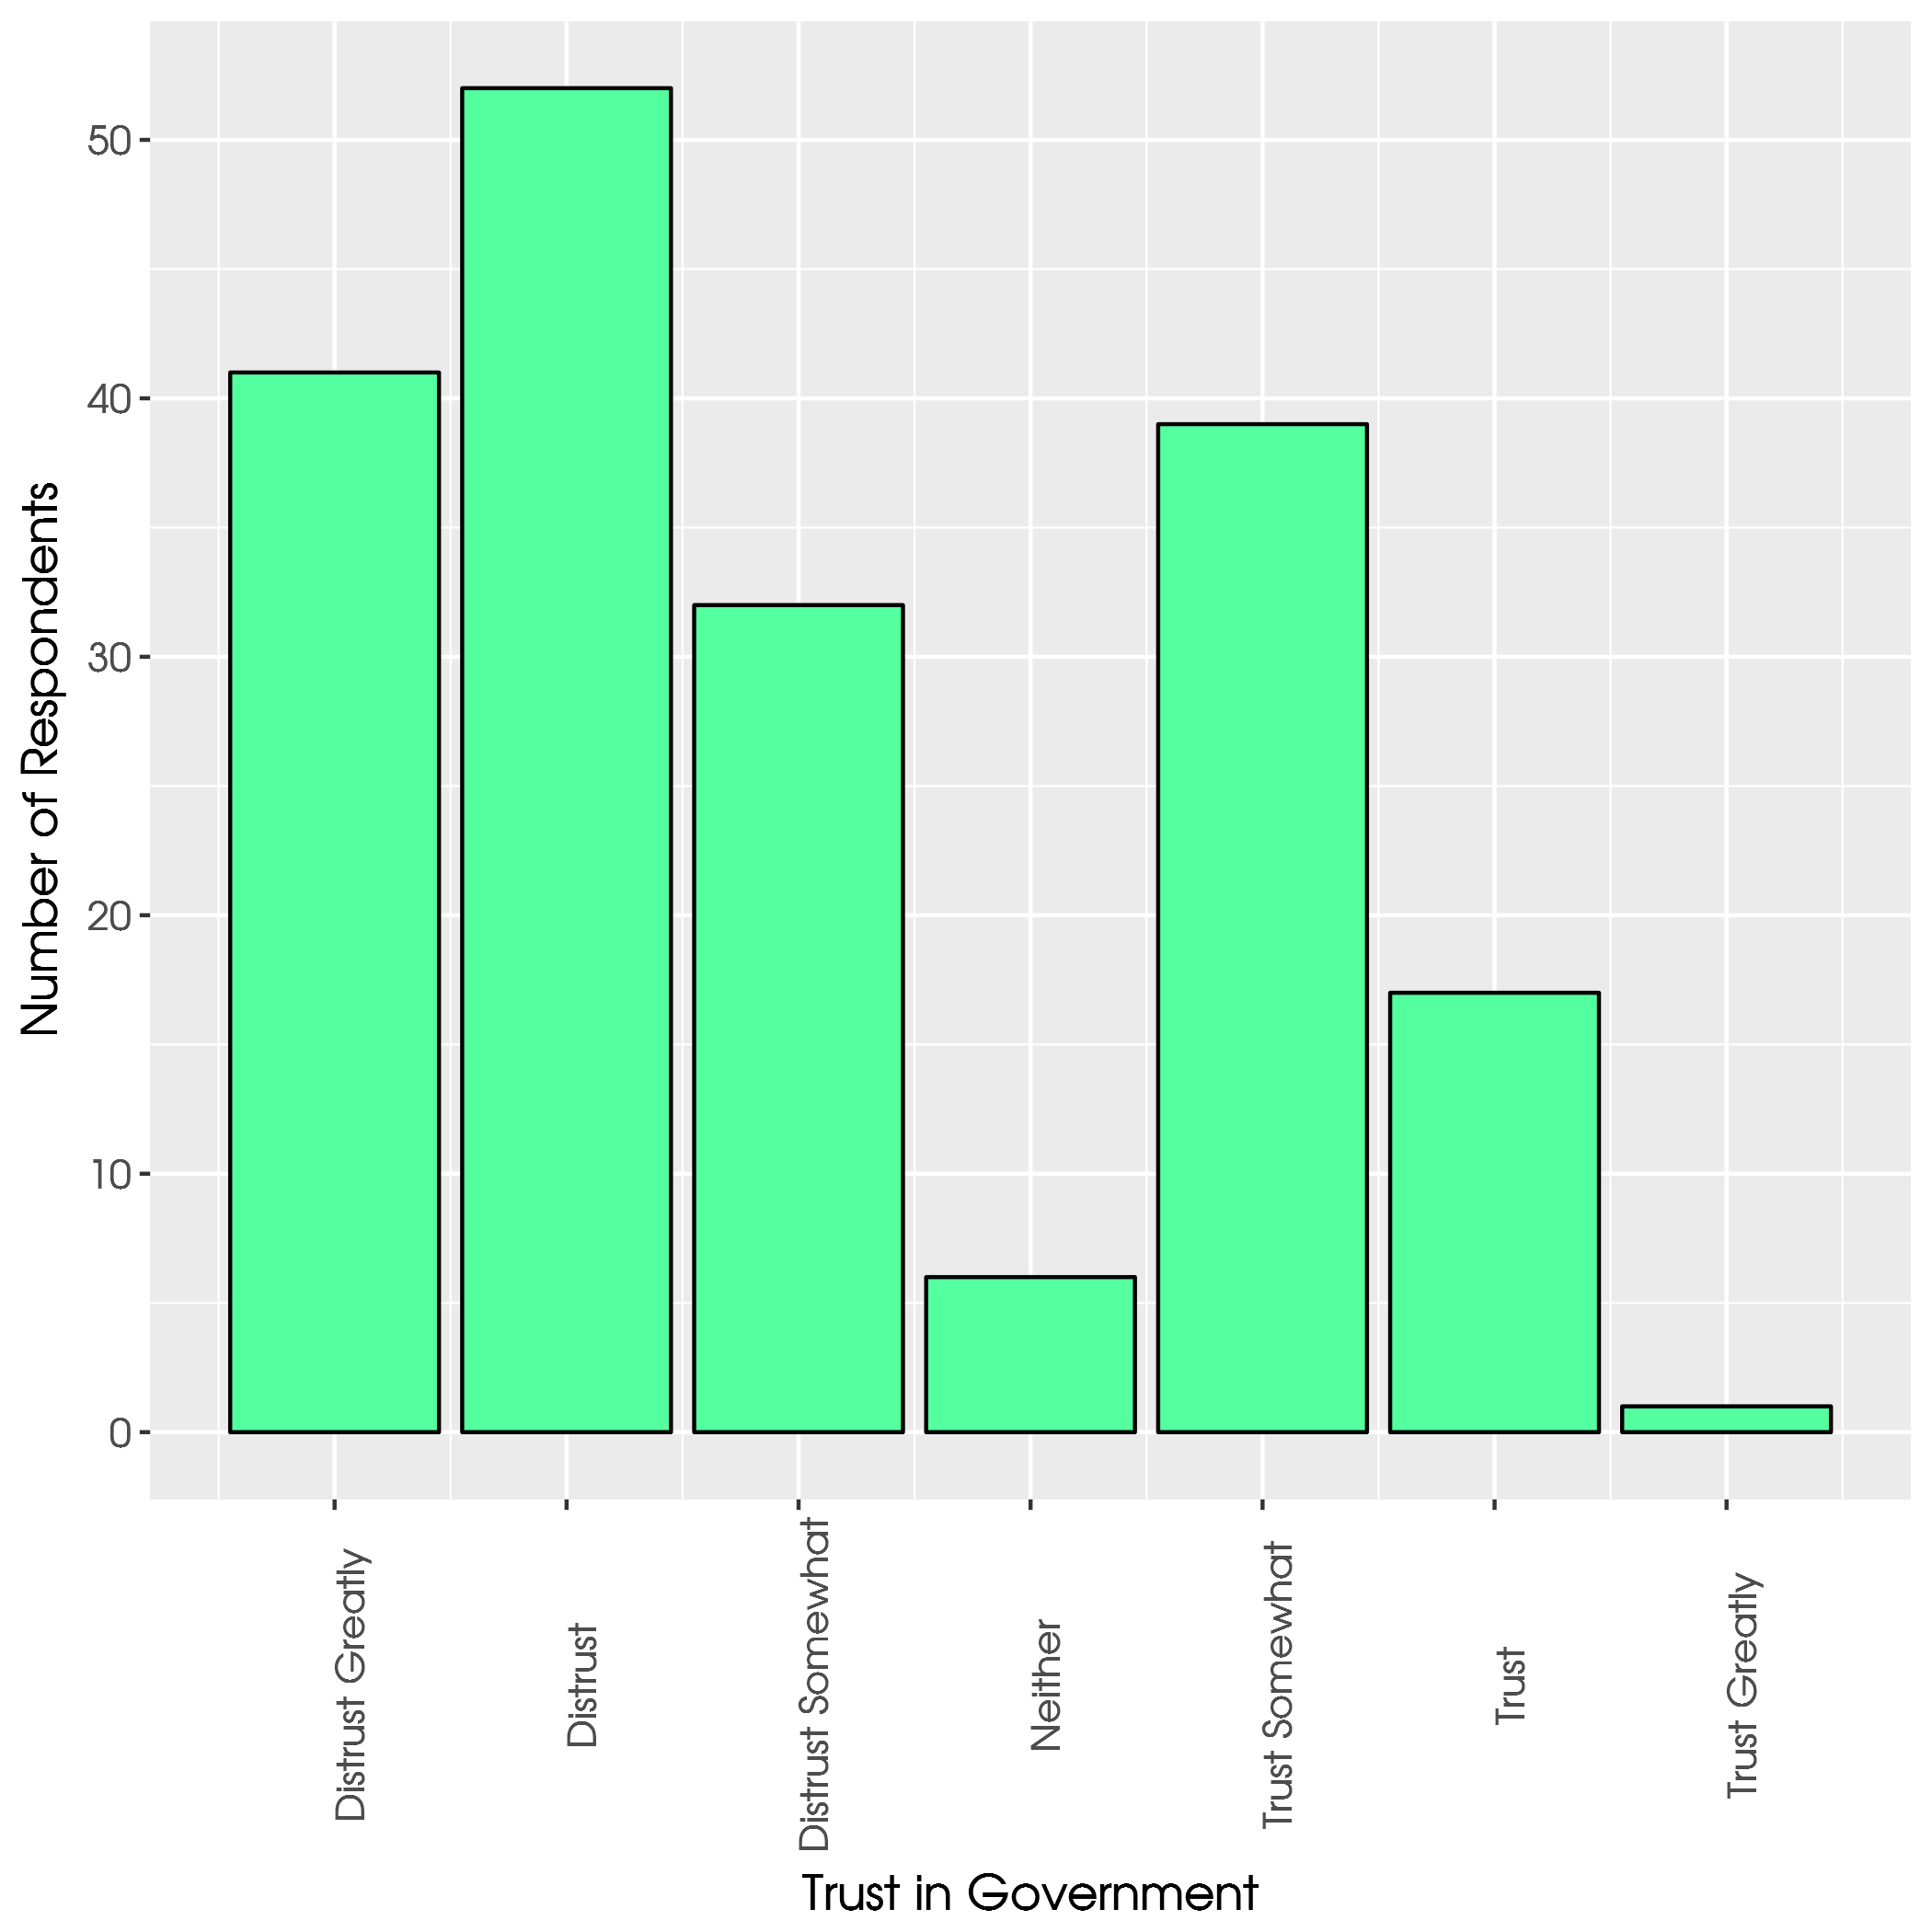 50
40
30
20
10
0
Number of Respondents
Distrust Greatly
Distrust
Distrust Somewhat
Neither
Trust Somewhat
Trust
Trust Greatly
Trust in Government